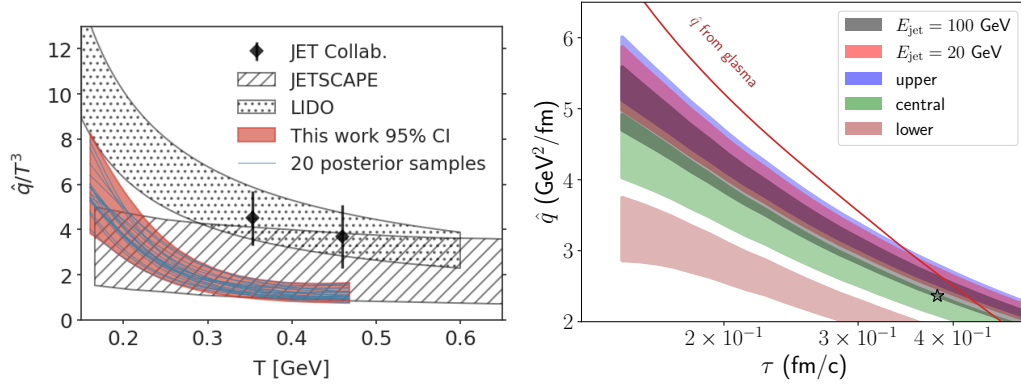 12
10
8
6
4
2
0
q̂/T³
JET Collab.
JETSCAPE
LIDO
This work 95% CI
20 posterior samples
0.2 0.3 0.4 0.5 0.6
T [GeV]
6
5
4
3
2
q̂ (GeV²/fm)
q̂ from glasma
E_jet = 100 GeV
E_jet = 20 GeV
upper
central
lower
2 × 10⁻¹ 3 × 10⁻¹ 4 × 10⁻¹
τ (fm/c)